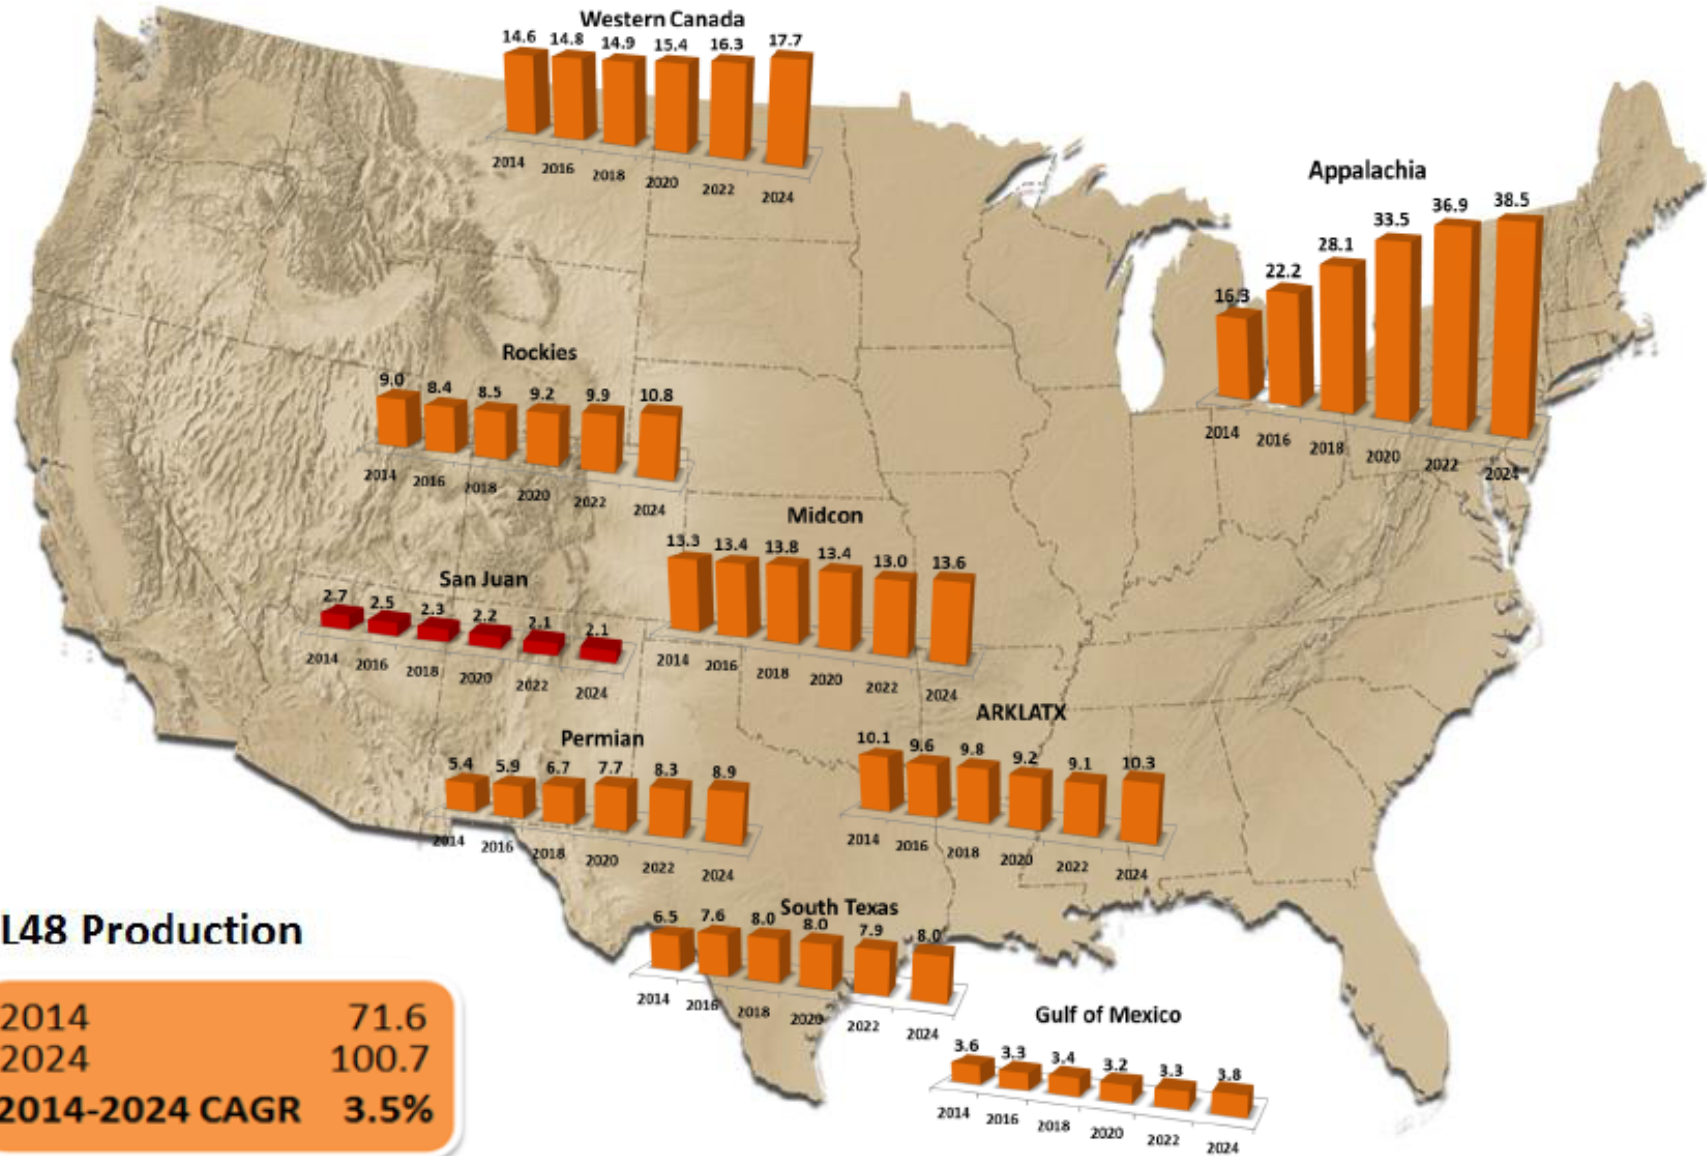 Western Canada
14.6 14.8 14.9 15.4 16.3 17.7
2014 2016 2018 2020 2022 2024
Appalachia
16.3 22.2 28.1 33.5 36.9 38.5
2014 2016 2018 2020 2022 2024
Rockies
9.0 8.4 8.5 9.2 9.9 10.8
2014 2016 2018 2020 2022 2024
Midcon
13.3 13.4 13.8 13.4 13.0 13.6
2014 2016 2018 2020 2022 2024
San Juan
2.7 2.5 2.3 2.2 2.1 2.1
2014 2016 2018 2020 2022 2024
ARKLATX
10.1 9.6 9.8 9.2 9.1 10.3
2014 2016 2018 2020 2022 2024
Permian
5.4 5.9 6.7 7.7 8.3 8.9
2014 2016 2018 2020 2022 2024
South Texas
6.5 7.6 8.0 8.0 7.9 8.0
2014 2016 2018 2020 2022 2024
Gulf of Mexico
3.6 3.3 3.4 3.2 3.3 3.8
2014 2016 2018 2020 2022 2024
L48 Production
2014 71.6
2024 100.7
2014-2024 CAGR 3.5%